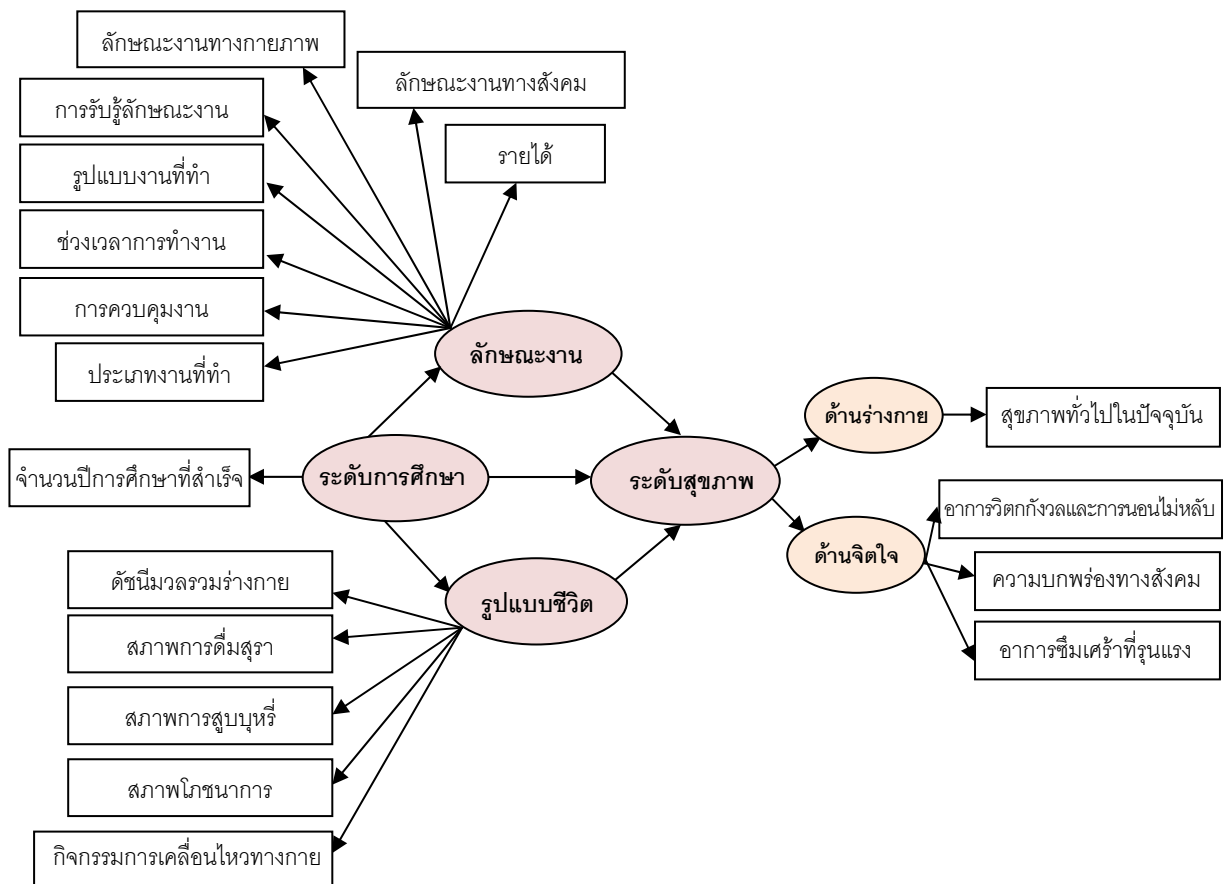 ลักษณะงานทางกายภาพ
ลักษณะงานทางสังคม
การรับรู้ลักษณะงาน
รายได้
รูปแบบงานที่ทำ
ช่วงเวลาการทำงาน
การควบคุมงาน
ประเภทงานที่ทำ
ลักษณะงาน
ด้านร่างกาย
สุขภาพทั่วไปในปัจจุบัน
จำนวนปีการศึกษาที่สำเร็จ
ระดับการศึกษา
ระดับสุขภาพ
อาการวิตกกังวลและการนอนไม่หลับ
ด้านจิตใจ
ความบกพร่องทางสังคม
อาการซึมเศร้าที่รุนแรง
ดัชนีมวลรวมร่างกาย
รูปแบบชีวิต
สภาพการดื่มสุรา
สภาพการสูบบุหรี่
สภาพโภชนาการ
กิจกรรมการเคลื่อนไหวทางกาย